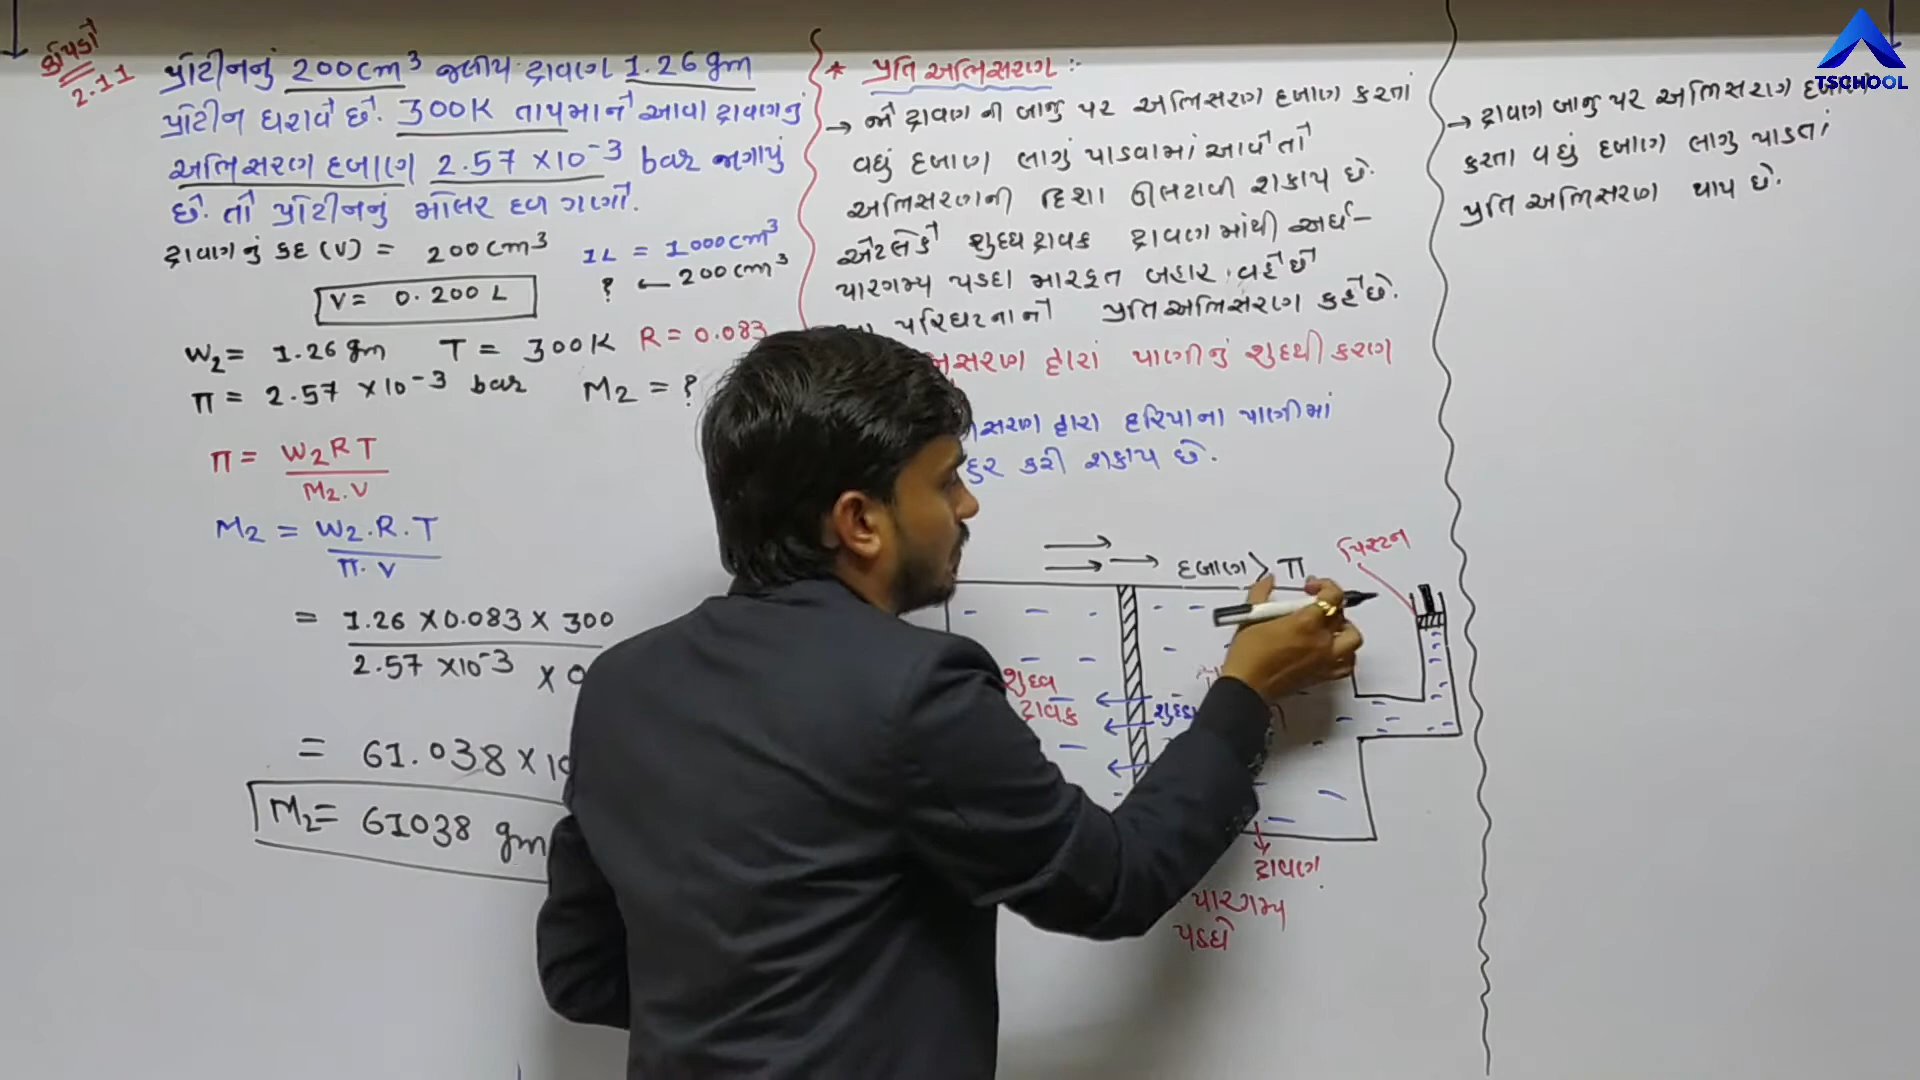 કોયડો
2.11
પ્રોટીનનું 200cm³ જલીય દ્રાવણ 1.26 gm
પ્રોટીન ધરાવે છે. 300K તાપમાને આવા દ્રાવણનું
અભિસરણ દબાણ 2.57 ×10⁻³ bar જણાયું
છે. તો પ્રોટીનનું મોલર દળ ગણો.
દ્રાવણનું કદ (V) = 200cm³
1L = 1000cm³
? ← 200cm³
V = 0.200 L
W₂ = 1.26 gm T = 300K R = 0.083
π = 2.57 ×10⁻³ bar M₂ = ?
π = W₂RT / M₂.V
M₂ = W₂.R.T / π.V
= 1.26 × 0.083 × 300
2.57 ×10⁻³ × 0
= 61.038 × 10
M₂ = 61038 gm
* પ્રતિ અભિસરણ :-
→ જો દ્રાવણ ની બાજુ પર અભિસરણ દબાણ કરતાં
વધું દબાણ લાગું પાડવામાં આવે તો
અભિસરણની દિશા ઊલટાવી શકાય છે.
એટલેકે શુદ્ધ દ્રાવક દ્રાવણમાંથી અર્ધ-
પારગમ્ય પડદા મારફત બહાર વહે છે
પરિઘટનાને પ્રતિઅભિસરણ કહે છે.
દ્વારા પાણીનું શુદ્ધીકરણ
દ્વારા દરિયાના પાણીમાં
દુર કરી શકાય છે.
દબાણ > π
પિસ્ટન
શુધ્ધ
દ્રાવક
દ્રાવણ
પારગમ્ય
પડદો
→ દ્રાવણ બાજુ પર અભિસરણ દબાણ
કરતા વધું દબાણ લાગુ પાડતાં
પ્રતિ અભિસરણ થાય છે.
TSCHOOL